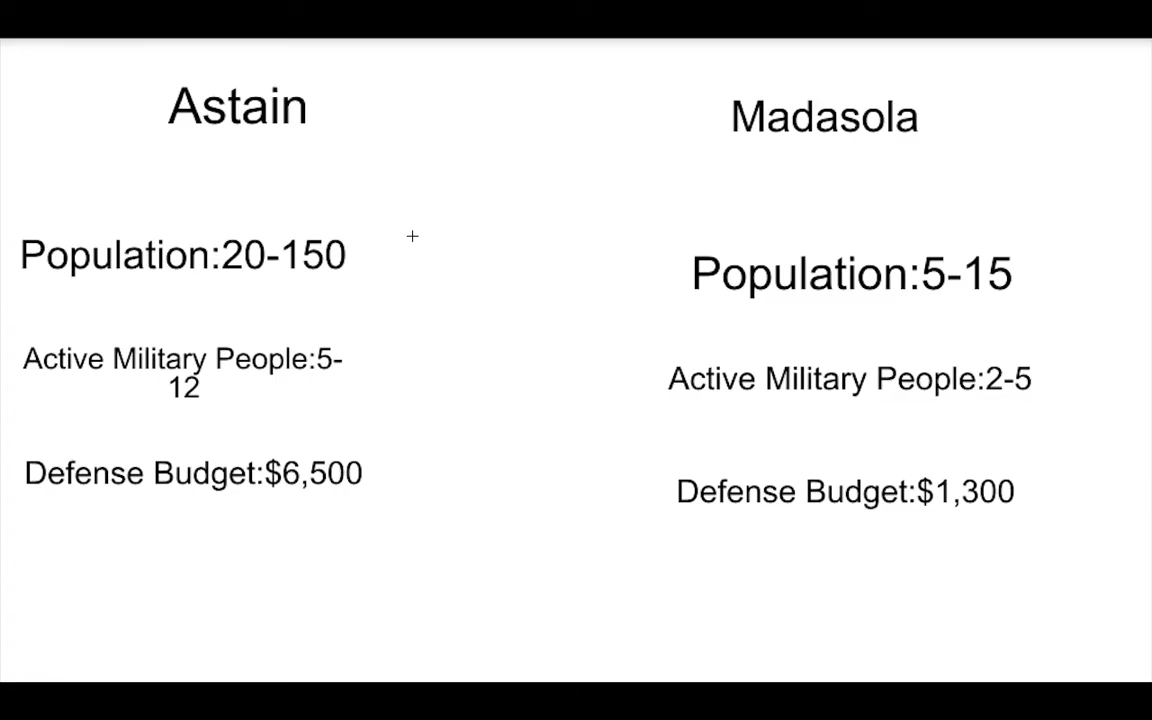 Astain
Population:20-150
Active Military People:5-
12
Defense Budget:$6,500
Madasola
Population:5-15
Active Military People:2-5
Defense Budget:$1,300